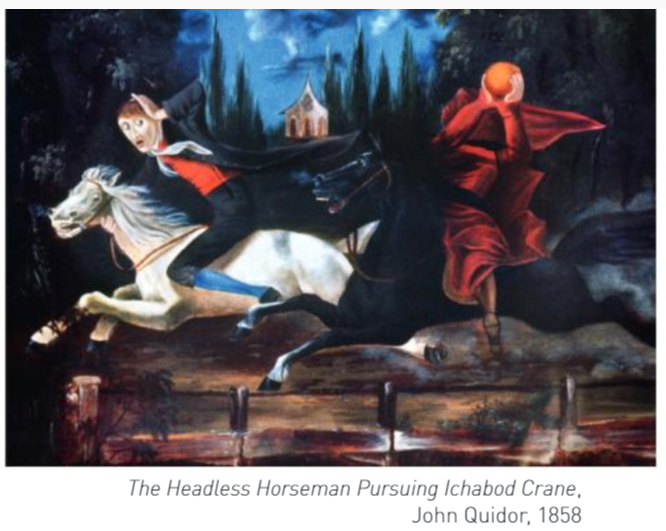 The Headless Horseman Pursuing Ichabod Crane,
John Quidor, 1858